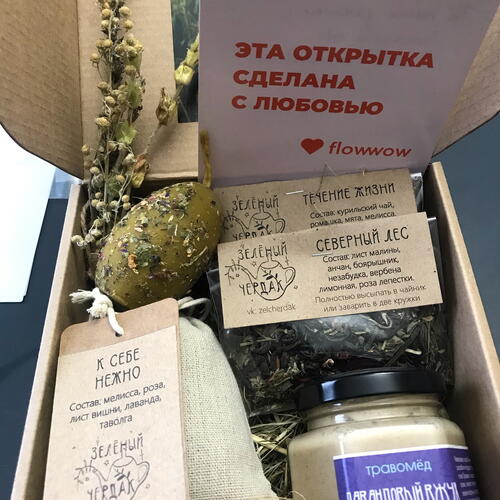 ЭТА ОТКРЫТКА
СДЕЛАНА
С ЛЮБОВЬЮ
flowwow
ЗЕЛЁНЫЙ
ЧЕРДАК
ТЕЧЕНИЕ ЖИЗНИ
Состав: курильский чай,
ромашка, мята, мелисса,
ЗЕЛЁНЫЙ
ЧЕРДАК
vk: zelcherdak
СЕВЕРНЫЙ ЛЕС
Состав: лист малины,
анчан, боярышник,
незабудка, вербена
лимонная, роза лепестки.
Полностью высыпать в чайник
или заварить в две кружки
К СЕБЕ
НЕЖНО
Состав: мелисса, роза,
лист вишни, лаванда,
таволга
ЗЕЛЁНЫЙ
ЧЕРДАК
травомёд
ЛАВАНДОВЫЙ